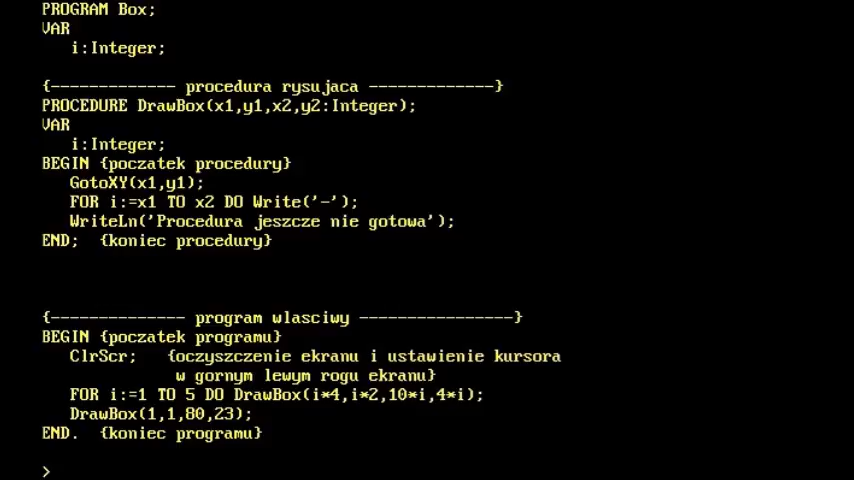 PROGRAM Box;
VAR
   i:Integer;

{------------- procedura rysujaca -------------}
PROCEDURE DrawBox(x1,y1,x2,y2:Integer);
VAR
   i:Integer;
BEGIN {poczatek procedury}
   GotoXY(x1,y1);
   FOR i:=x1 TO x2 DO Write('-');
   WriteLn('Procedura jeszcze nie gotowa');
END;  {koniec procedury}

{-------------- program wlasciwy ----------------}
BEGIN {poczatek programu}
   ClrScr;   {oczyszczenie ekranu i ustawienie kursora
              w gornym lewym rogu ekranu}
   FOR i:=1 TO 5 DO DrawBox(i*4,i*2,10*i,4*i);
   DrawBox(1,1,80,23);
END.  {koniec programu}

>